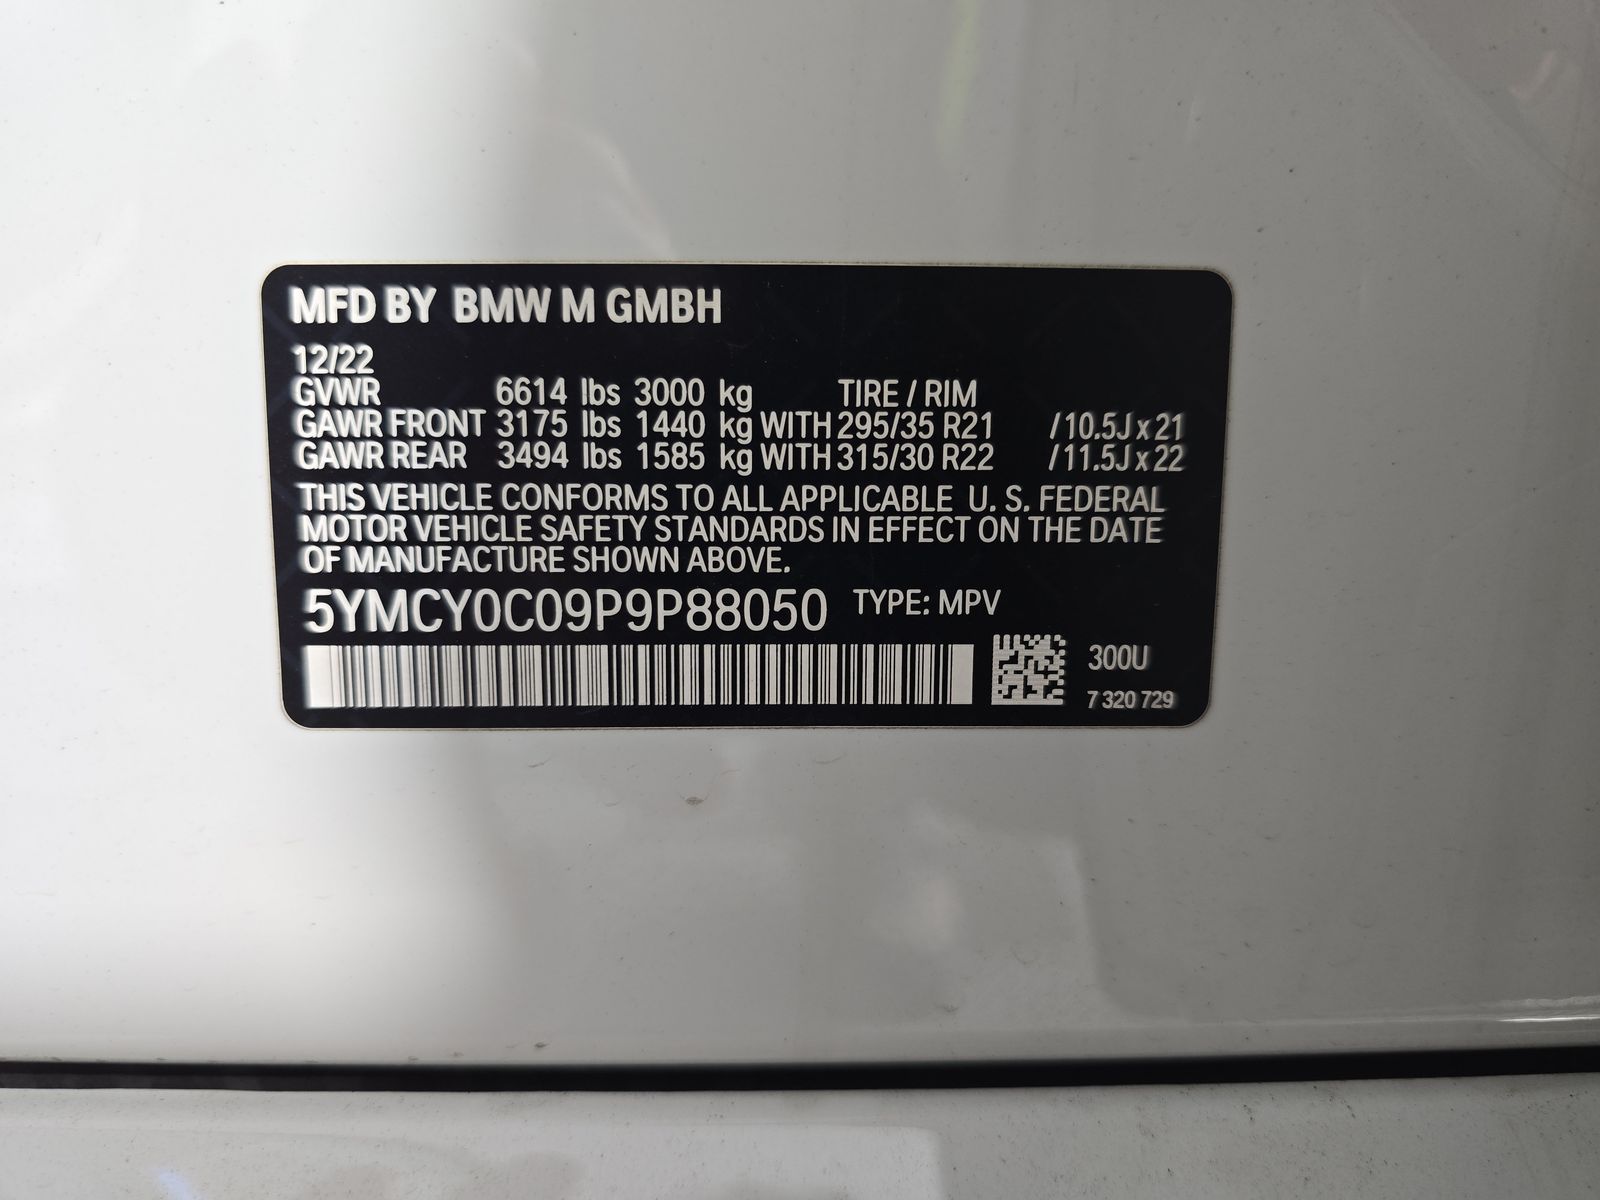 MFD BY BMW M GMBH
12/22
GVWR 6614 lbs 3000 kg TIRE / RIM
GAWR FRONT 3175 lbs 1440 kg WITH 295/35 R21 /10.5J x 21
GAWR REAR 3494 lbs 1585 kg WITH 315/30 R22 /11.5J x 22
THIS VEHICLE CONFORMS TO ALL APPLICABLE U. S. FEDERAL
MOTOR VEHICLE SAFETY STANDARDS IN EFFECT ON THE DATE
OF MANUFACTURE SHOWN ABOVE.
5YMCY0C09P9P88050 TYPE: MPV
300U
7 320 729